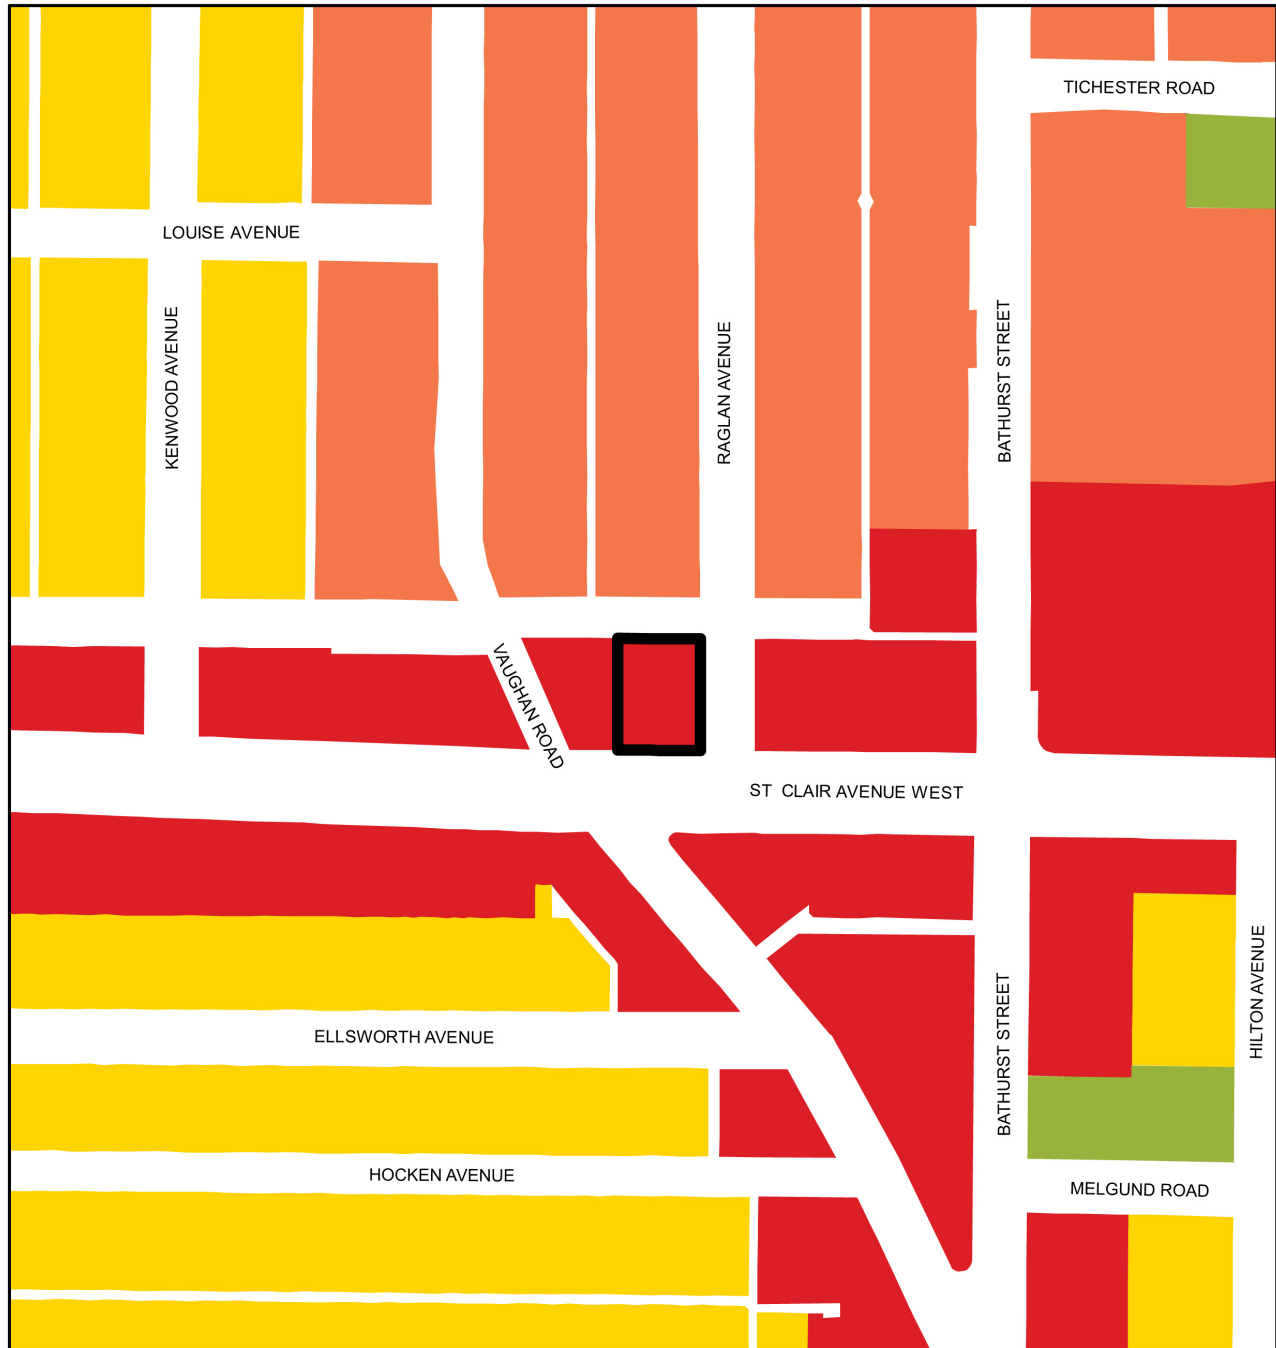 TICHESTER ROAD
LOUISE AVENUE
KENWOOD AVENUE
RAGLAN AVENUE
BATHURST STREET
VAUGHAN ROAD
ST CLAIR AVENUE WEST
HILTON AVENUE
BATHURST STREET
ELLSWORTH AVENUE
HOCKEN AVENUE
MELGUND ROAD